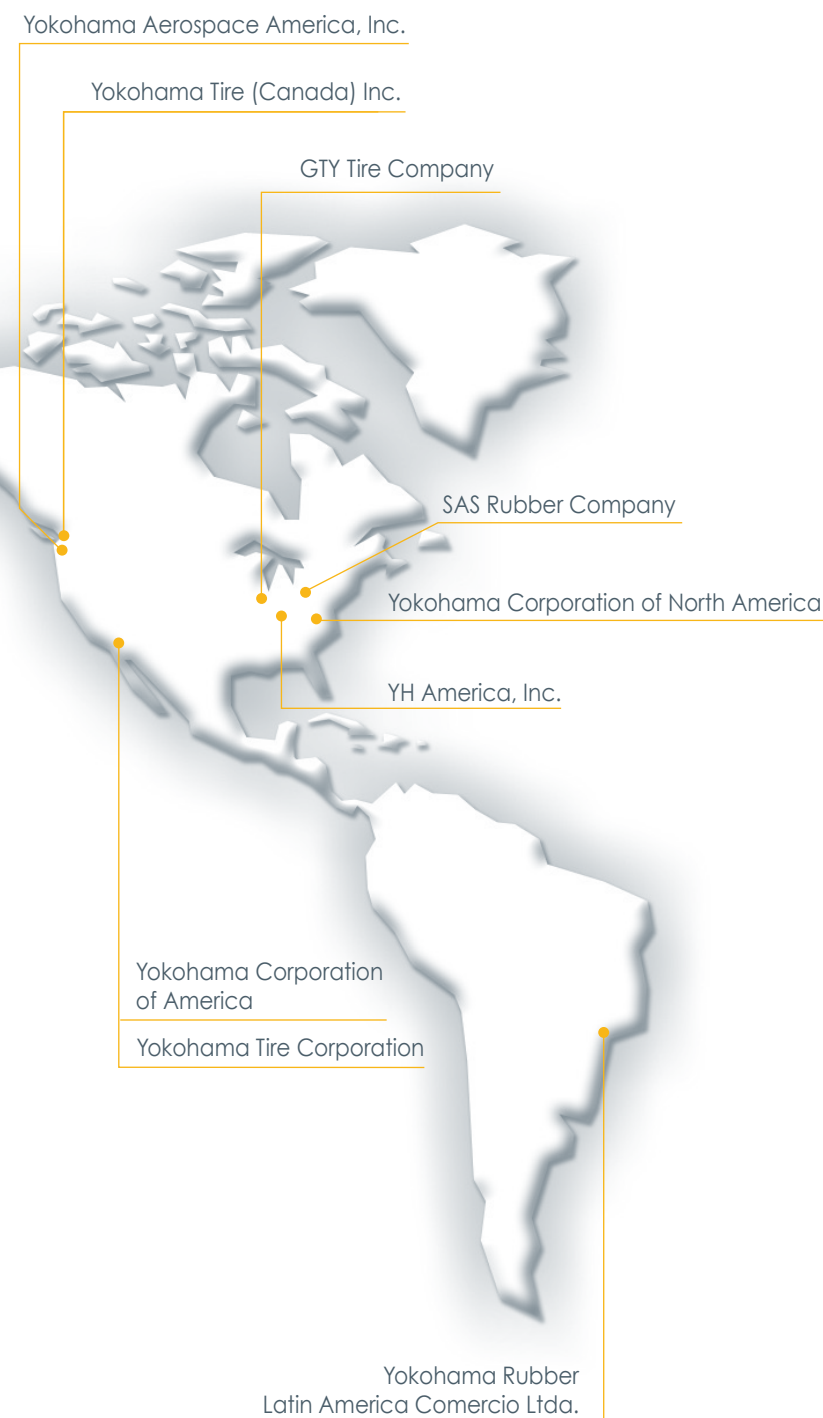 Yokohama Aerospace America, Inc.
Yokohama Tire (Canada) Inc.
GTY Tire Company
SAS Rubber Company
Yokohama Corporation of North America
YH America, Inc.
Yokohama Corporation
of America
Yokohama Tire Corporation
Yokohama Rubber
Latin America Comercio Ltda.